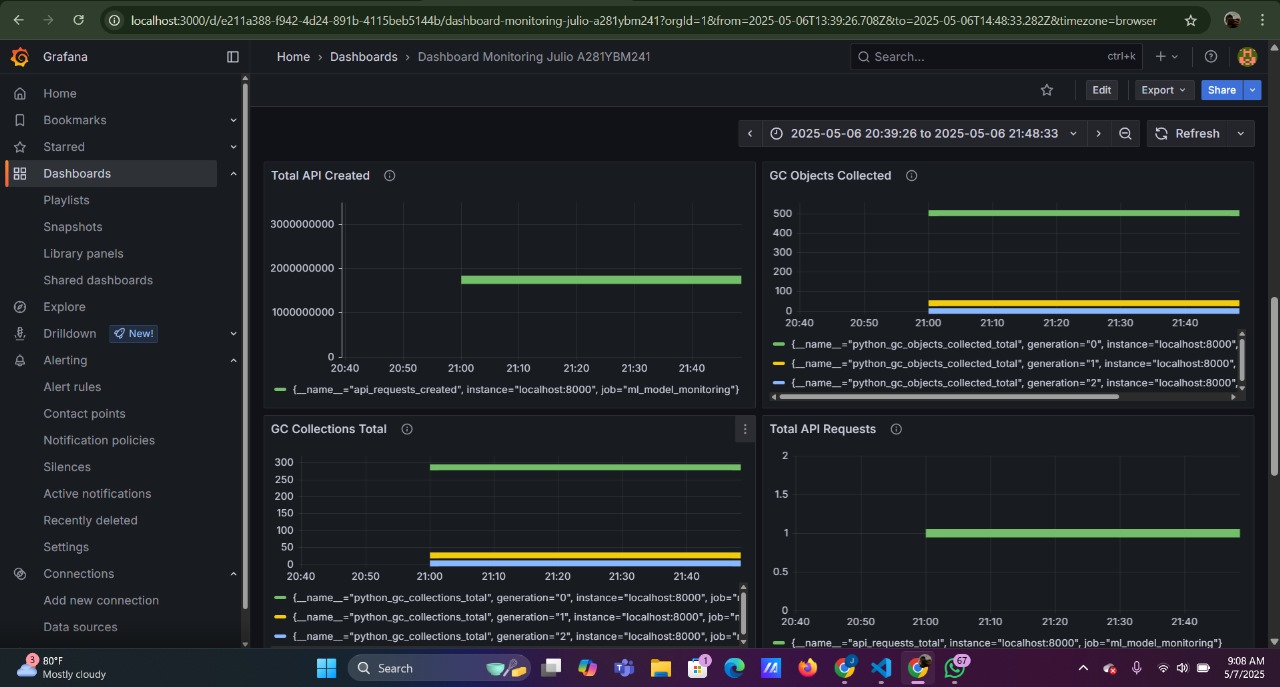 localhost:3000/d/e211a388-f942-4d24-891b-4115beb5144b/dashboard-monitoring-julio-a281ybm241?orgId=1&from=2025-05-06T13:39:26.708Z&to=2025-05-06T14:48:33.282Z&timezone=browser
Grafana
Home › Dashboards › Dashboard Monitoring Julio A281YBM241
Search... ctrl+k
Edit Export Share
Home
Bookmarks
Starred
Dashboards
Playlists
Snapshots
Library panels
Shared dashboards
Explore
Drilldown New!
Alerting
Alert rules
Contact points
Notification policies
Silences
Active notifications
Recently deleted
Settings
Connections
Add new connection
Data sources
2025-05-06 20:39:26 to 2025-05-06 21:48:33 Refresh
Total API Created
3000000000
2000000000
1000000000
0
20:40 20:50 21:00 21:10 21:20 21:30 21:40
{__name__="api_requests_created", instance="localhost:8000", job="ml_model_monitoring"}
GC Objects Collected
500
400
300
200
100
0
20:40 20:50 21:00 21:10 21:20 21:30 21:40
{__name__="python_gc_objects_collected_total", generation="0", instance="localhost:8000",
{__name__="python_gc_objects_collected_total", generation="1", instance="localhost:8000",
{__name__="python_gc_objects_collected_total", generation="2", instance="localhost:8000",
GC Collections Total
300
250
200
150
100
50
0
20:40 20:50 21:00 21:10 21:20 21:30 21:40
{__name__="python_gc_collections_total", generation="0", instance="localhost:8000", job="r
{__name__="python_gc_collections_total", generation="1", instance="localhost:8000", job="r
{__name__="python_gc_collections_total", generation="2", instance="localhost:8000", job="r
Total API Requests
2
1.5
1
0.5
0
20:40 20:50 21:00 21:10 21:20 21:30 21:40
{__name__="api_requests_total", instance="localhost:8000", job="ml_model_monitoring"}
3
80°F
Mostly cloudy
Search
1
67
9:08 AM
5/7/2025